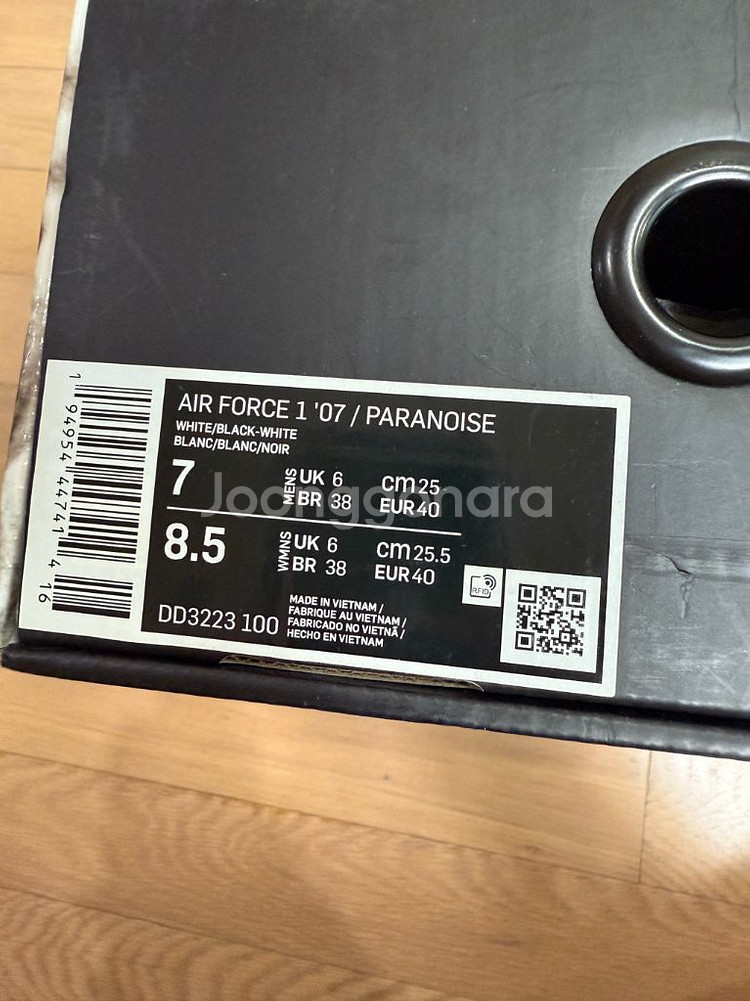 AIR FORCE 1 '07 / PARANOISE
WHITE/BLACK-WHITE
BLANC/BLANC/NOIR
7 MENS UK 6 cm 25
BR 38 EUR 40
Joonggonara
8.5 WMNS UK 6 cm 25.5
BR 38 EUR 40
RFID
DD3223 100
MADE IN VIETNAM /
FABRIQUE AU VIETNAM /
FABRICADO NO VIETNÃ /
HECHO EN VIETNAM
1 94954 44741 4 16